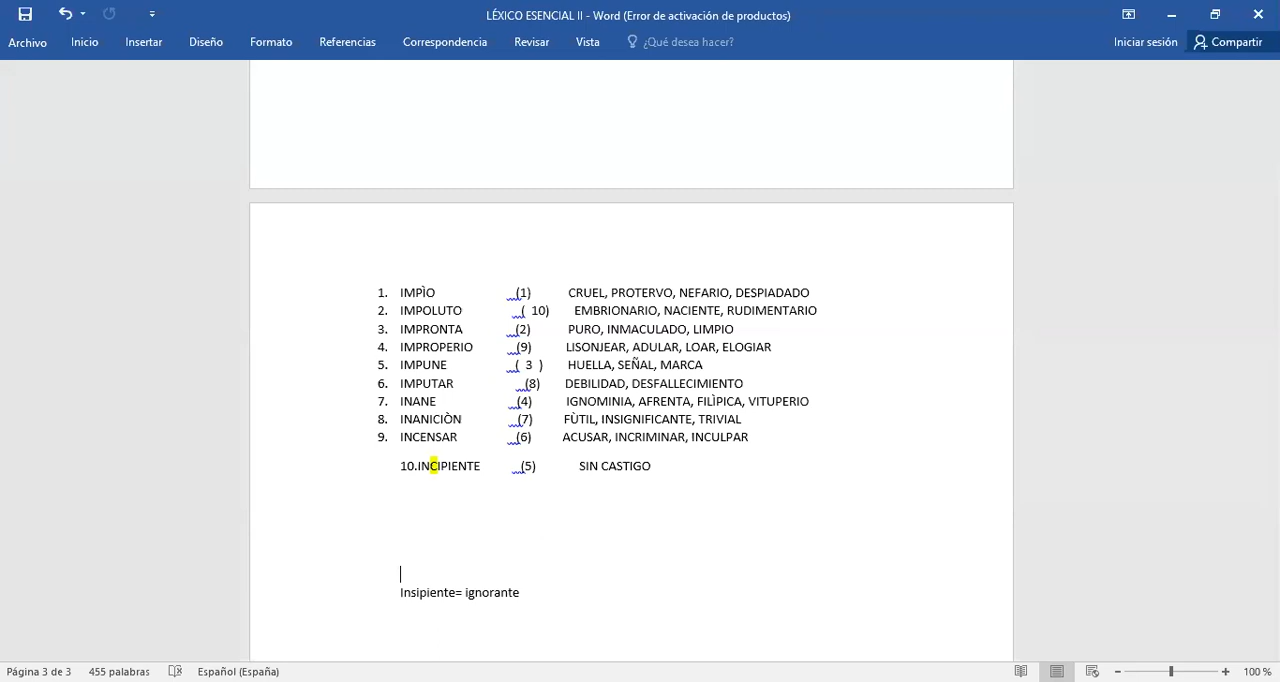 LÉXICO ESENCIAL II - Word (Error de activación de productos)
Archivo Inicio Insertar Diseño Formato Referencias Correspondencia Revisar Vista ¿Qué desea hacer? Iniciar sesión Compartir
1. IMPÌO (1) CRUEL, PROTERVO, NEFARIO, DESPIADADO
2. IMPOLUTO ( 10) EMBRIONARIO, NACIENTE, RUDIMENTARIO
3. IMPRONTA (2) PURO, INMACULADO, LIMPIO
4. IMPROPERIO (9) LISONJEAR, ADULAR, LOAR, ELOGIAR
5. IMPUNE ( 3 ) HUELLA, SEÑAL, MARCA
6. IMPUTAR (8) DEBILIDAD, DESFALLECIMIENTO
7. INANE (4) IGNOMINIA, AFRENTA, FILÌPICA, VITUPERIO
8. INANICIÒN (7) FÙTIL, INSIGNIFICANTE, TRIVIAL
9. INCENSAR (6) ACUSAR, INCRIMINAR, INCULPAR
10.INCIPIENTE (5) SIN CASTIGO
Insipiente= ignorante
Página 3 de 3 455 palabras Español (España) 100 %